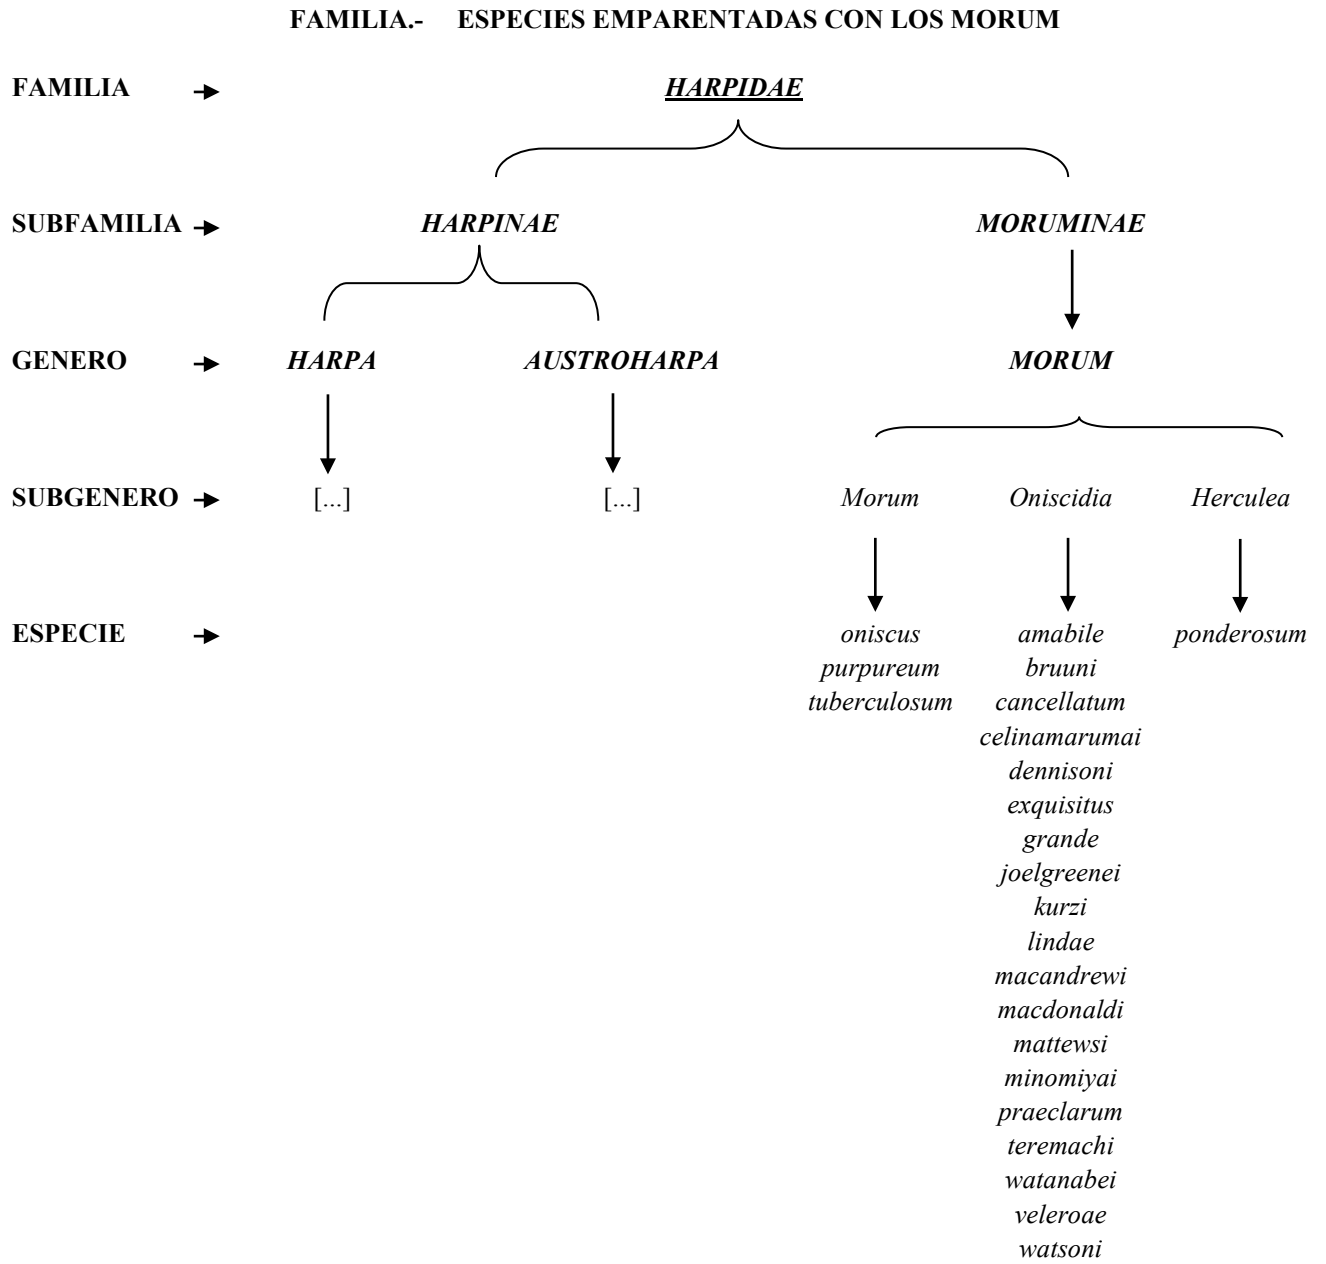 FAMILIA.- ESPECIES EMPARENTADAS CON LOS MORUM
FAMILIA HARPIDAE
SUBFAMILIA HARPINAE MORUMINAE
GENERO HARPA AUSTROHARPA MORUM
SUBGENERO [...] [...] Morum Oniscidia Herculea
ESPECIE oniscus amabile ponderosum
purpureum bruuni
tuberculosum cancellatum
celinamarumai
dennisoni
exquisitus
grande
joelgreenei
kurzi
lindae
macandrewi
macdonaldi
mattewsi
minomiyai
praeclarum
teremachi
watanabei
veleroae
watsoni